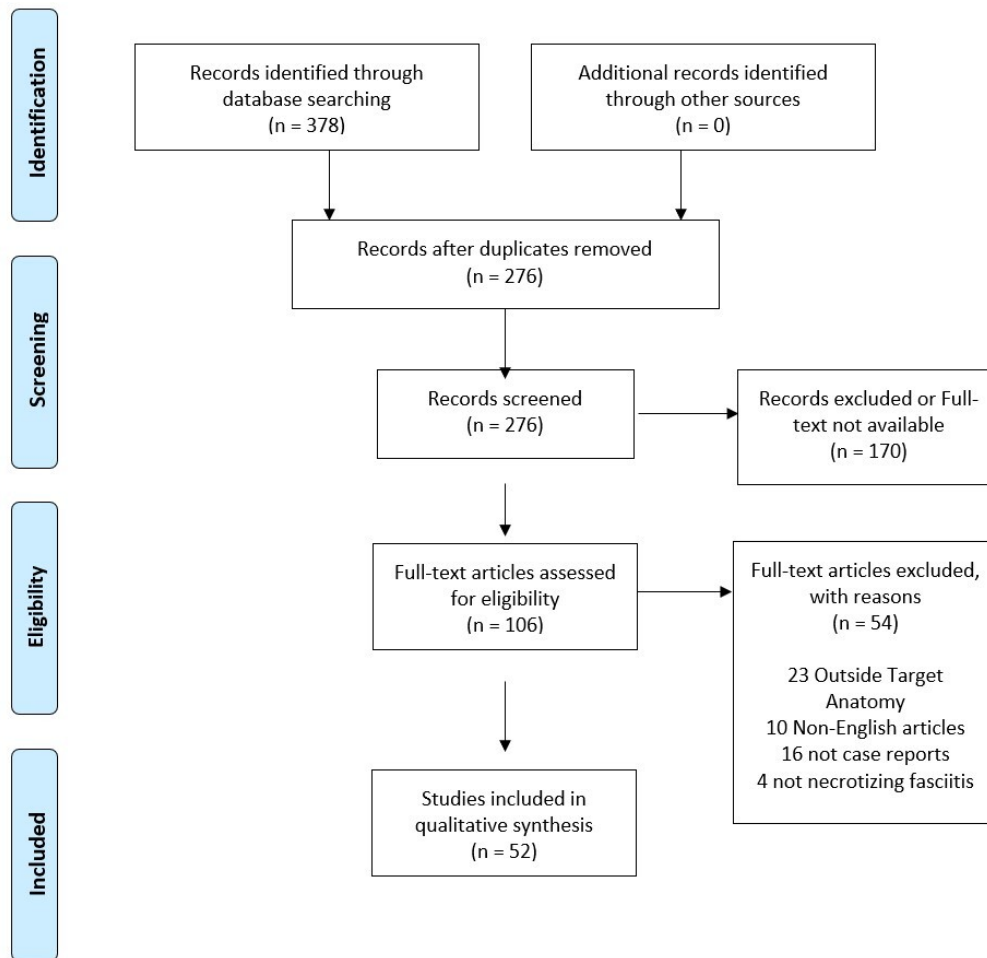 Identification
Records identified through
database searching
(n = 378)
Additional records identified
through other sources
(n = 0)
Records after duplicates removed
(n = 276)
Screening
Records screened
(n = 276)
Records excluded or Full-
text not available
(n = 170)
Eligibility
Full-text articles assessed
for eligibility
(n = 106)
Full-text articles excluded,
with reasons
(n = 54)
23 Outside Target
Anatomy
10 Non-English articles
16 not case reports
4 not necrotizing fasciitis
Included
Studies included in
qualitative synthesis
(n = 52)